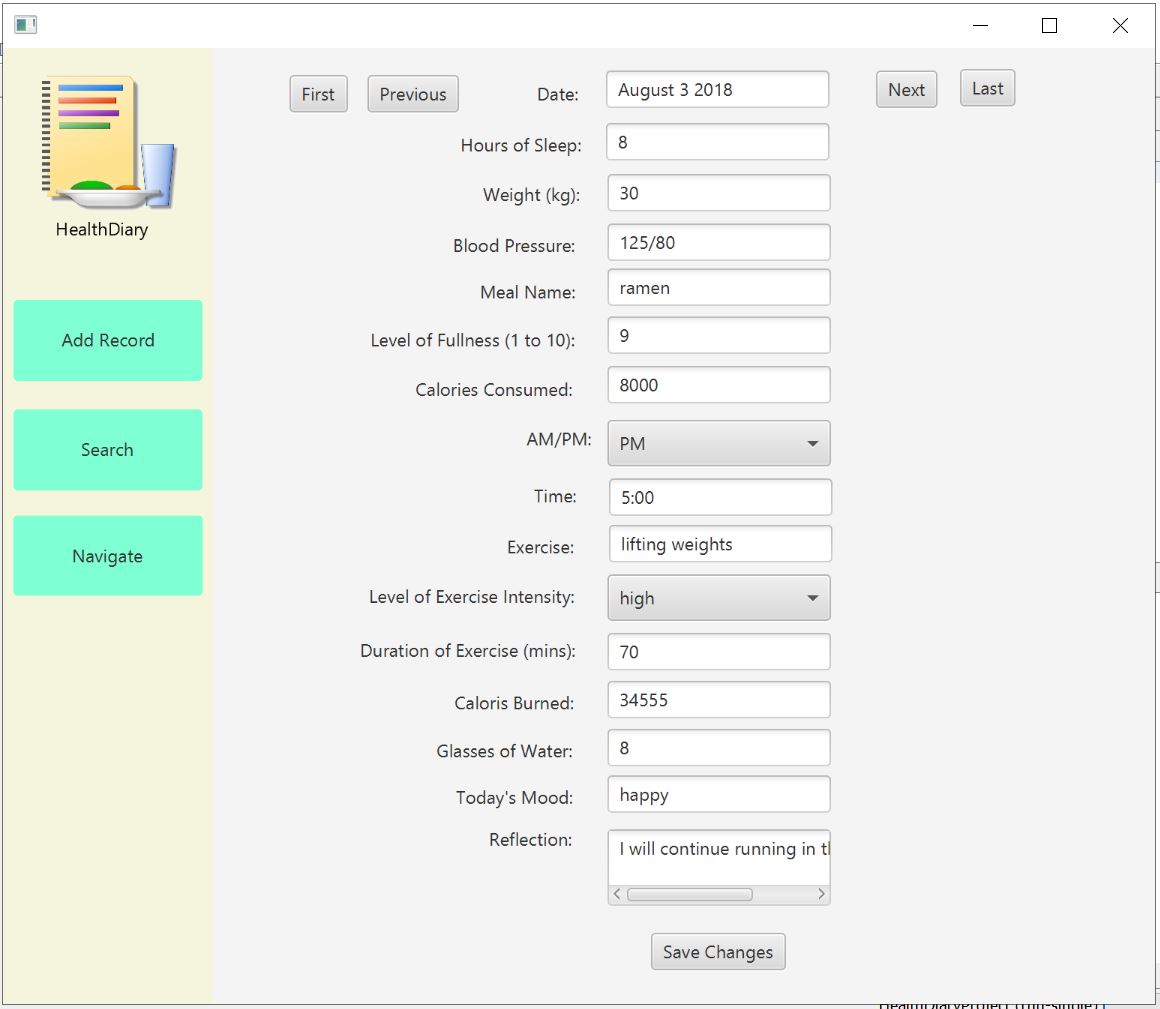 First Previous Date: August 3 2018 Next Last
Hours of Sleep: 8
Weight (kg): 30
HealthDiary
Blood Pressure: 125/80
Meal Name: ramen
Add Record
Level of Fullness (1 to 10): 9
Calories Consumed: 8000
AM/PM: PM
Search
Time: 5:00
Exercise: lifting weights
Navigate
Level of Exercise Intensity: high
Duration of Exercise (mins): 70
Caloris Burned: 34555
Glasses of Water: 8
Today's Mood: happy
Reflection: I will continue running in
Save Changes